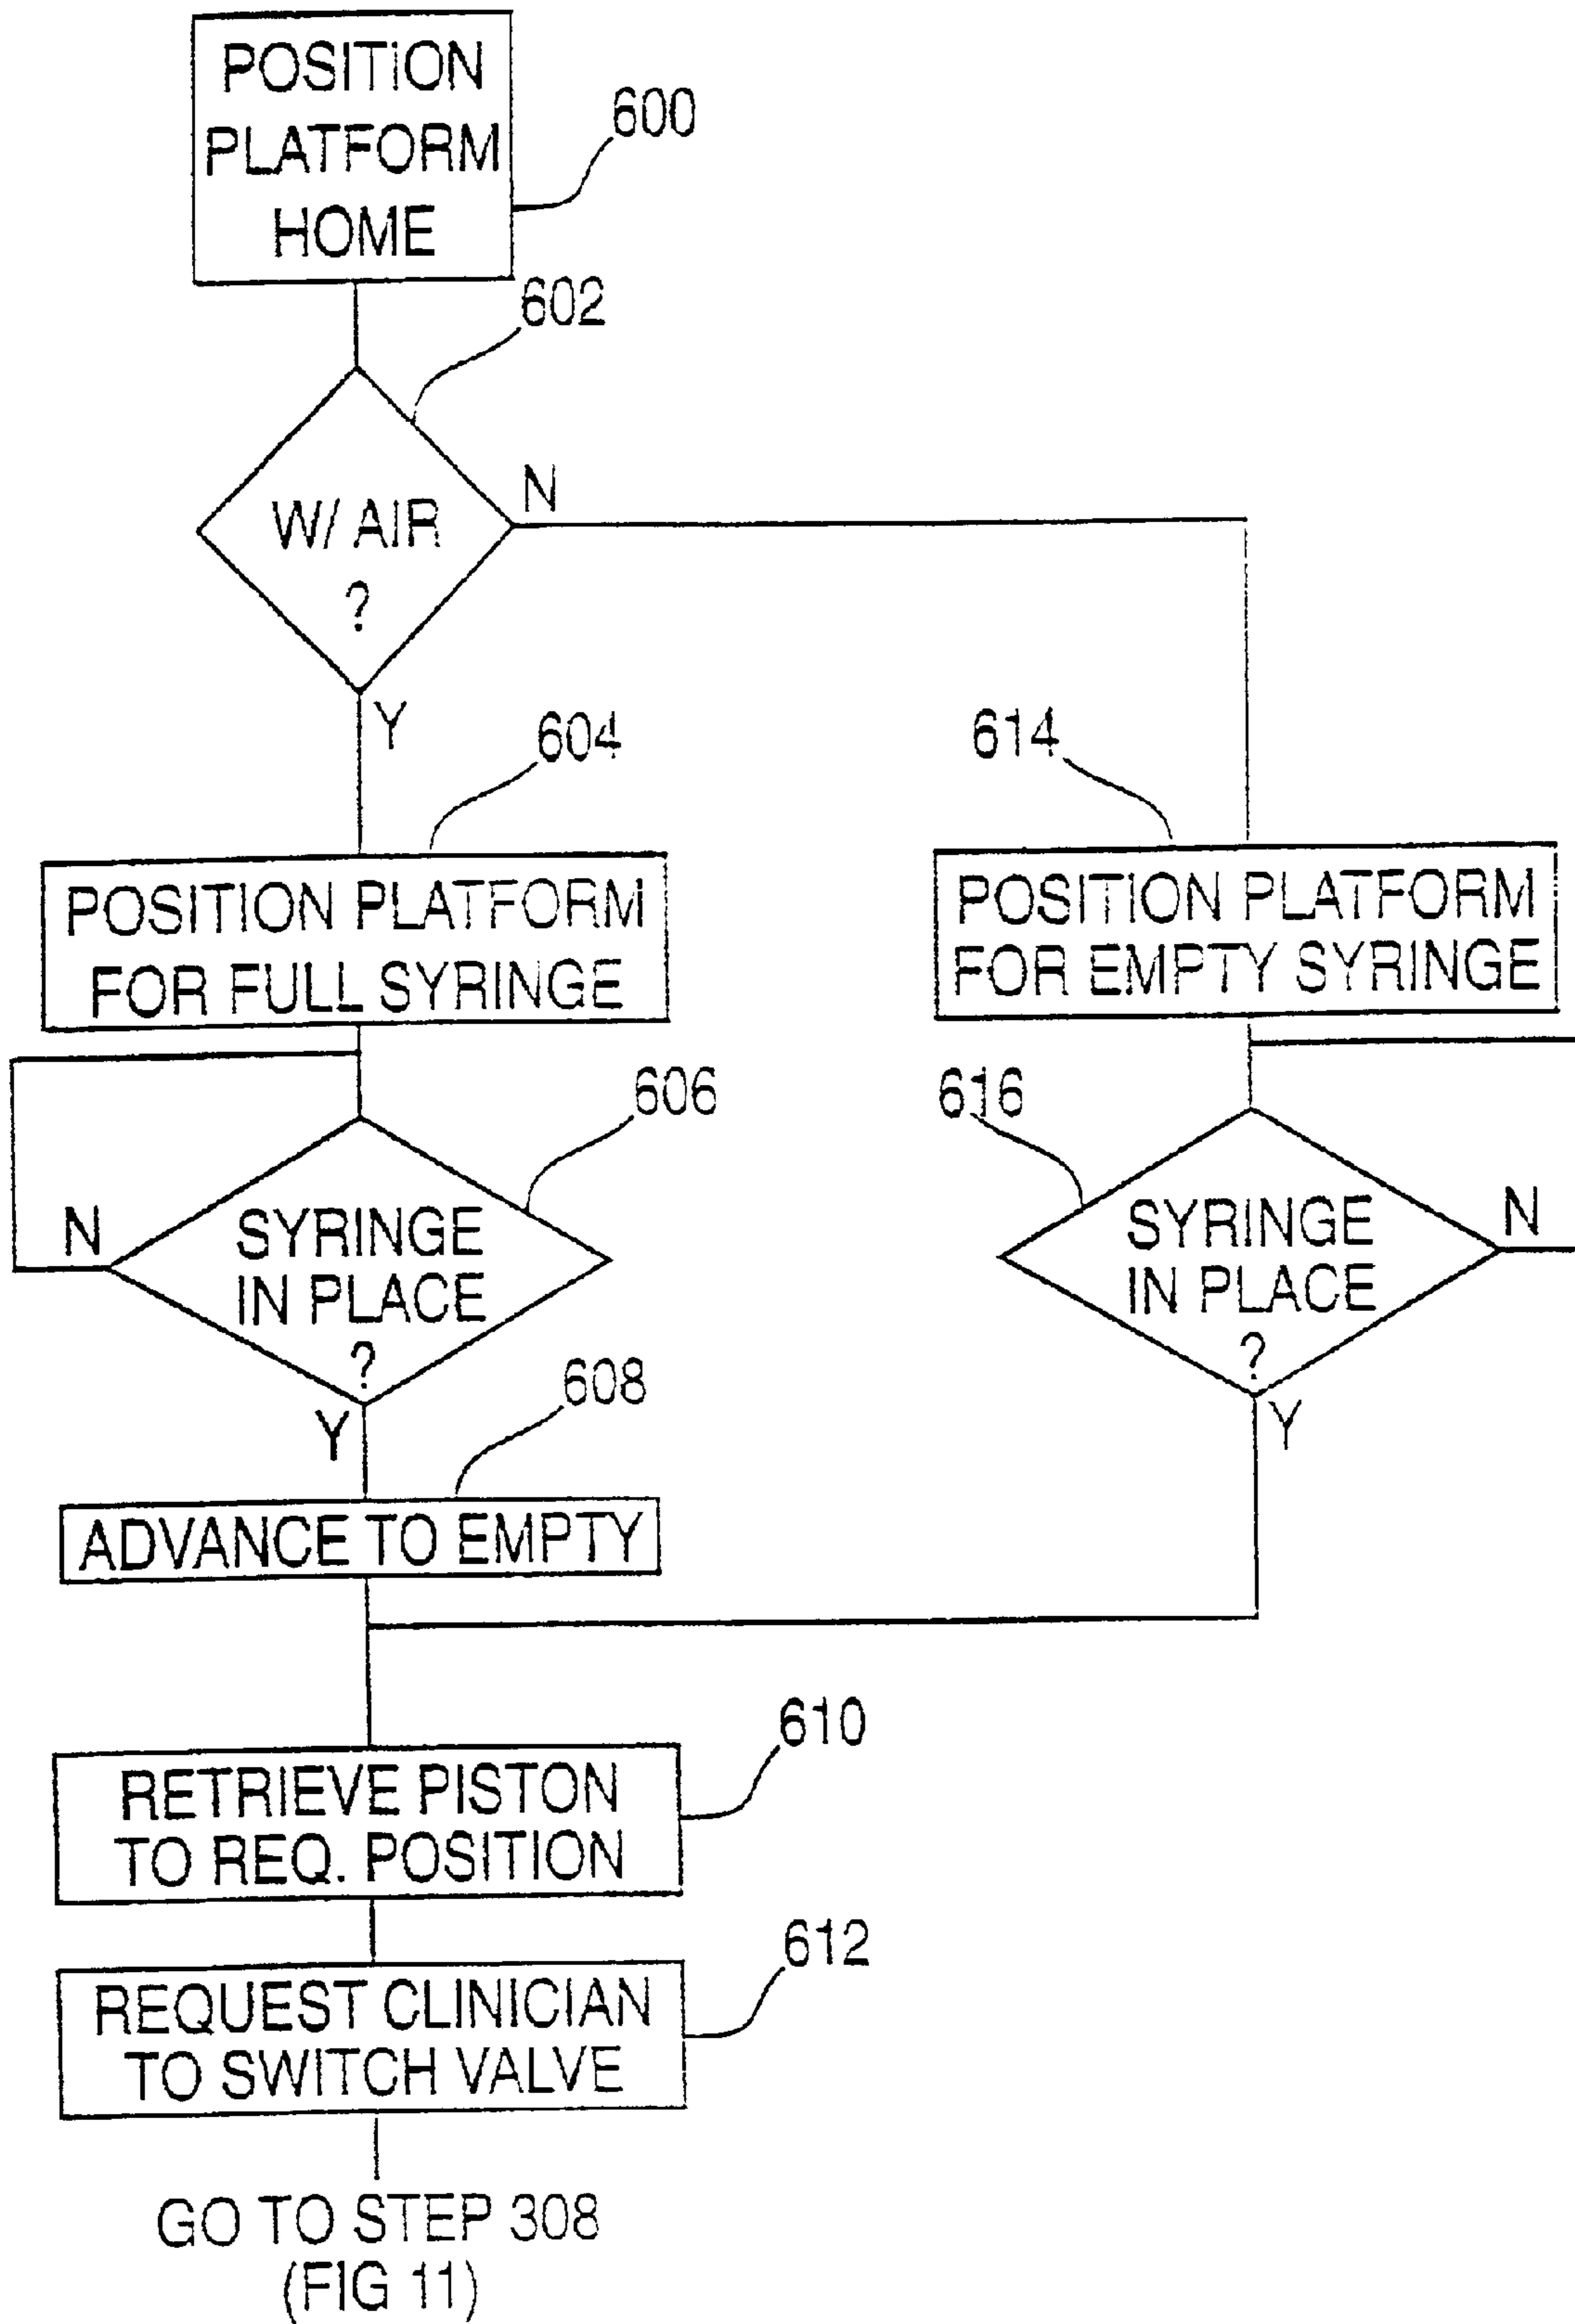 POSITION
PLATFORM
HOME
600
602
W/ AIR
?
N
Y
604
POSITION PLATFORM
FOR FULL SYRINGE
614
POSITION PLATFORM
FOR EMPTY SYRINGE
606
N
SYRINGE
IN PLACE
?
Y
616
SYRINGE
IN PLACE
?
N
Y
608
ADVANCE TO EMPTY
610
RETRIEVE PISTON
TO REQ. POSITION
612
REQUEST CLINICIAN
TO SWITCH VALVE
GO TO STEP 308
(FIG 11)